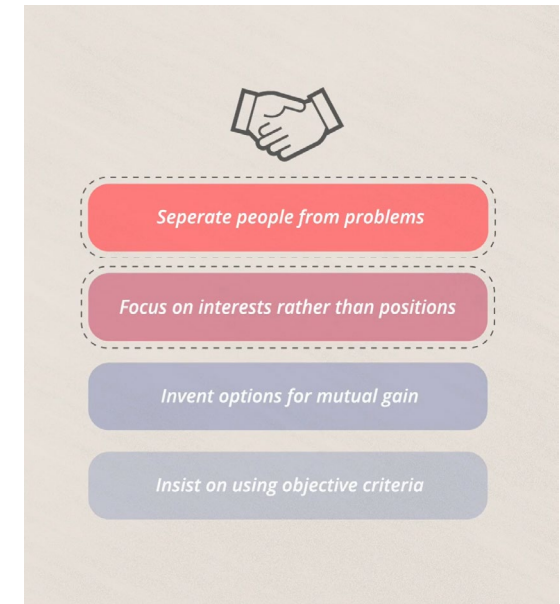 Seperate people from problems
Focus on interests rather than positions
Invent options for mutual gain
Insist on using objective criteria